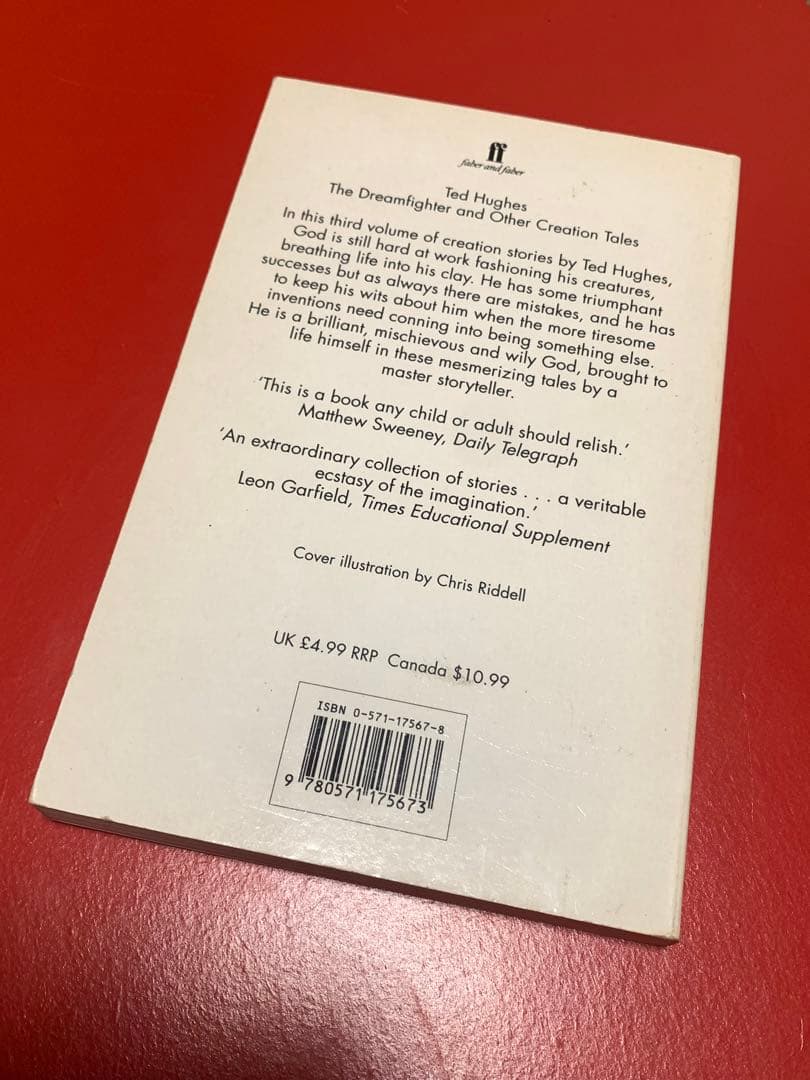 ff
faber and faber
Ted Hughes
The Dreamfighter and Other Creation Tales
In this third volume of creation stories by Ted Hughes,
God is still hard at work fashioning his creatures,
breathing life into his clay. He has some triumphant
successes but as always there are mistakes, and he has
to keep his wits about him when the more tiresome
inventions need conning into being something else.
He is a brilliant, mischievous and wily God, brought to
life himself in these mesmerizing tales by a
master storyteller.
'This is a book any child or adult should relish.'
Matthew Sweeney, Daily Telegraph
'An extraordinary collection of stories . . . a veritable
ecstasy of the imagination.'
Leon Garfield, Times Educational Supplement
Cover illustration by Chris Riddell
UK £4.99 RRP Canada $10.99
ISBN 0-571-17567-8
9 780571 175673